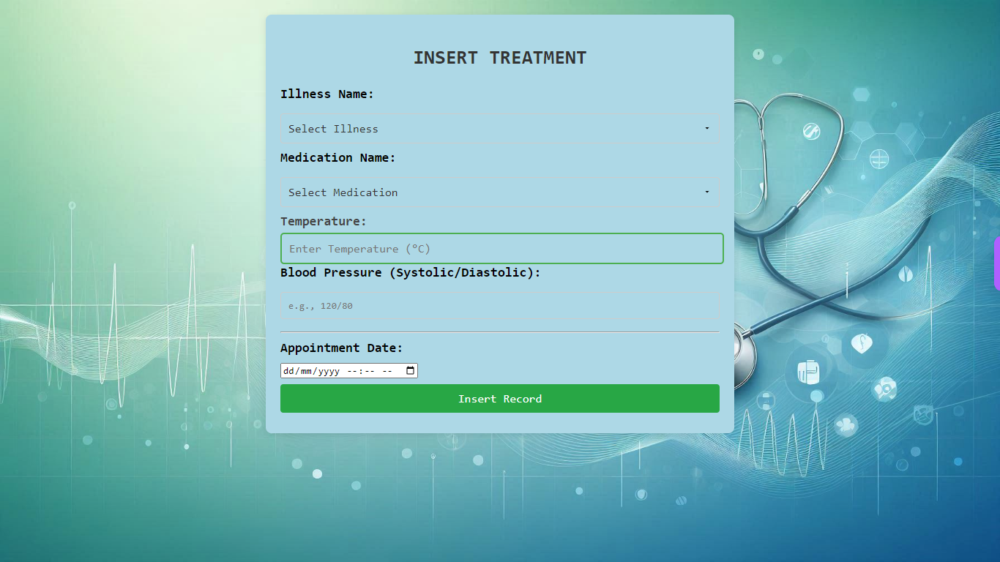 INSERT TREATMENT
Illness Name:
Select Illness
Medication Name:
Select Medication
Temperature:
Enter Temperature (°C)
Blood Pressure (Systolic/Diastolic):
e.g., 120/80
Appointment Date:
dd/mm/yyyy --:-- --
Insert Record